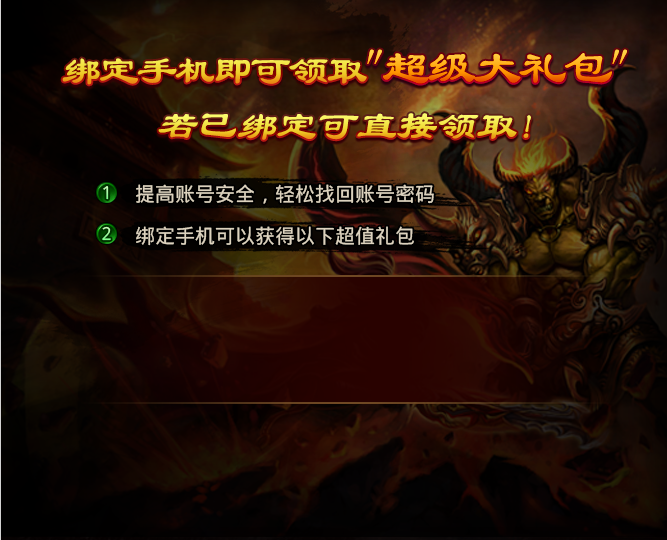 绑定手机即可领取"超级大礼包"
若已绑定可直接领取！
1 提高账号安全，轻松找回账号密码
2 绑定手机可以获得以下超值礼包